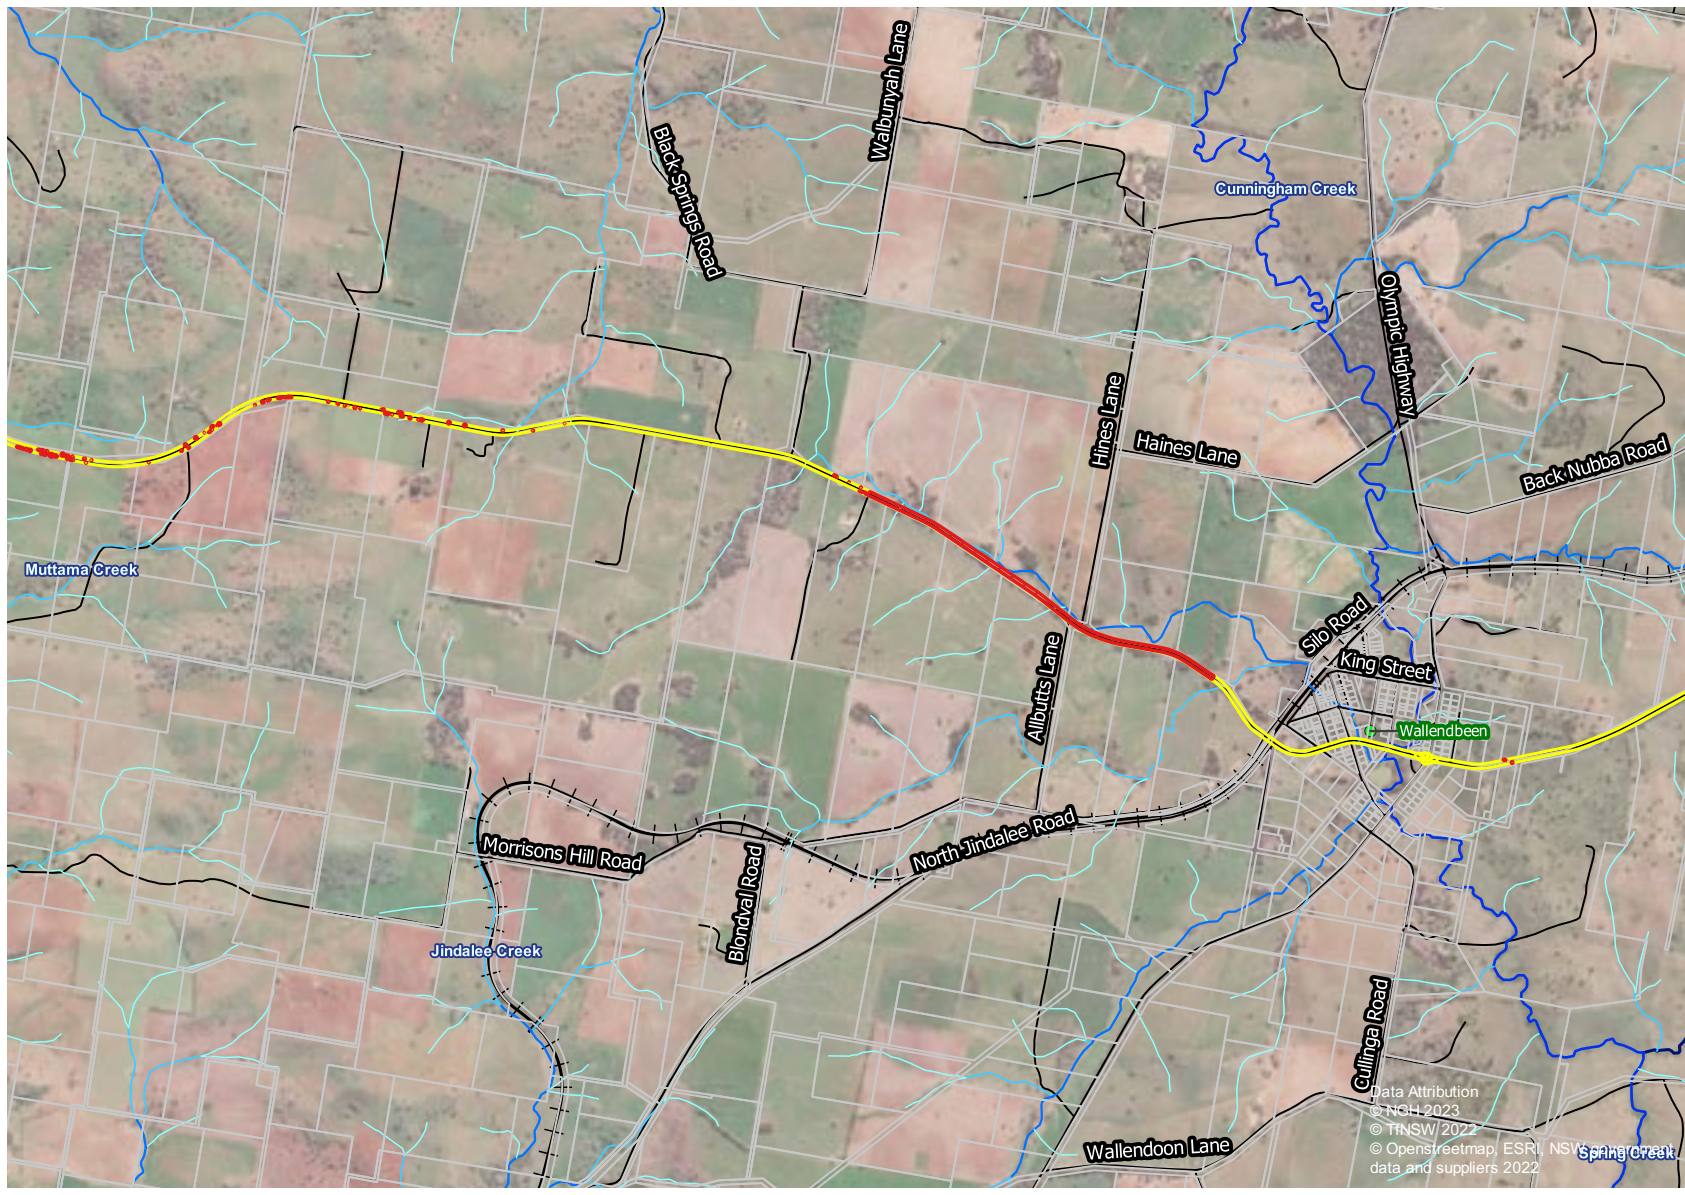 Walbunyah Lane
Black Springs Road
Cunningham Creek
Olympic Highway
Hines Lane
Haines Lane
Back Nubba Road
Muttama Creek
Silo Road
King Street
Allbutts Lane
Wallendbeen
Morrisons Hill Road
North Jindalee Road
Blondval Road
Jindalee Creek
Cullinga Road
Data Attribution
© NGH 2023
© TfNSW 2022
© Openstreetmap, ESRI, NSW government
data and suppliers 2022
Wallendoon Lane
Spring Creek